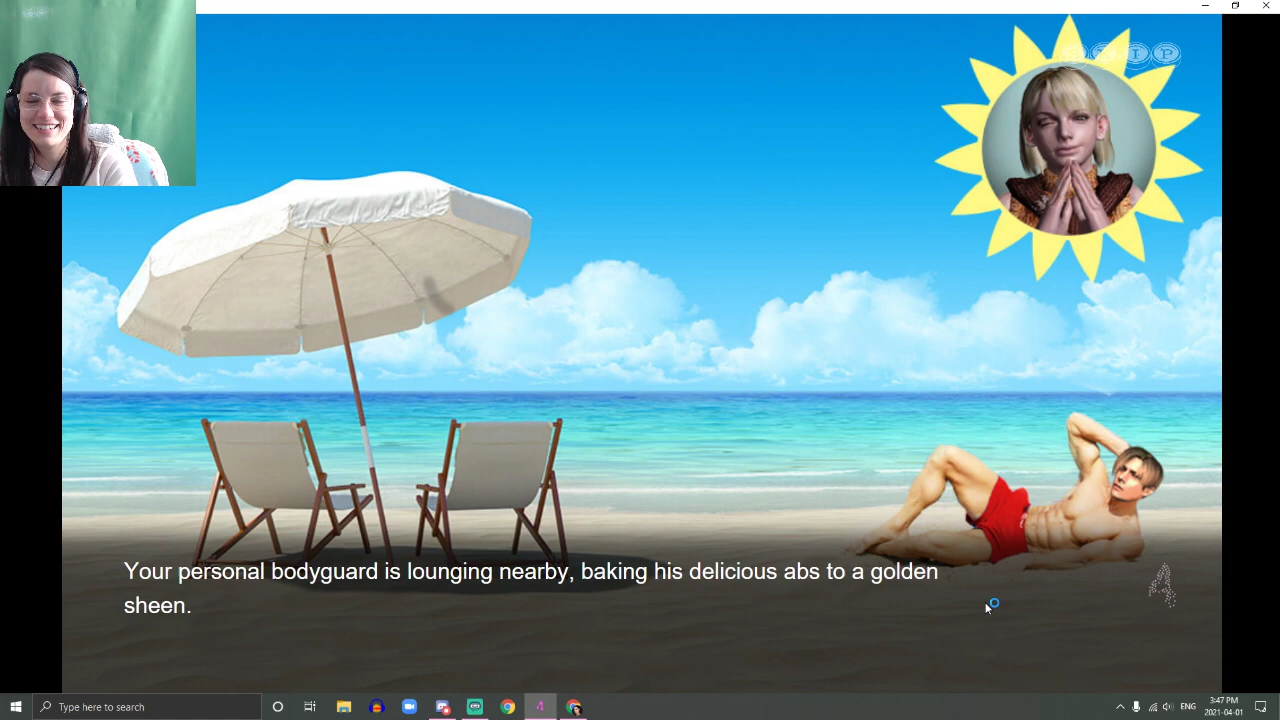 Your personal bodyguard is lounging nearby, baking his delicious abs to a golden
sheen.
Type here to search
ENG
3:47 PM
2021-04-01